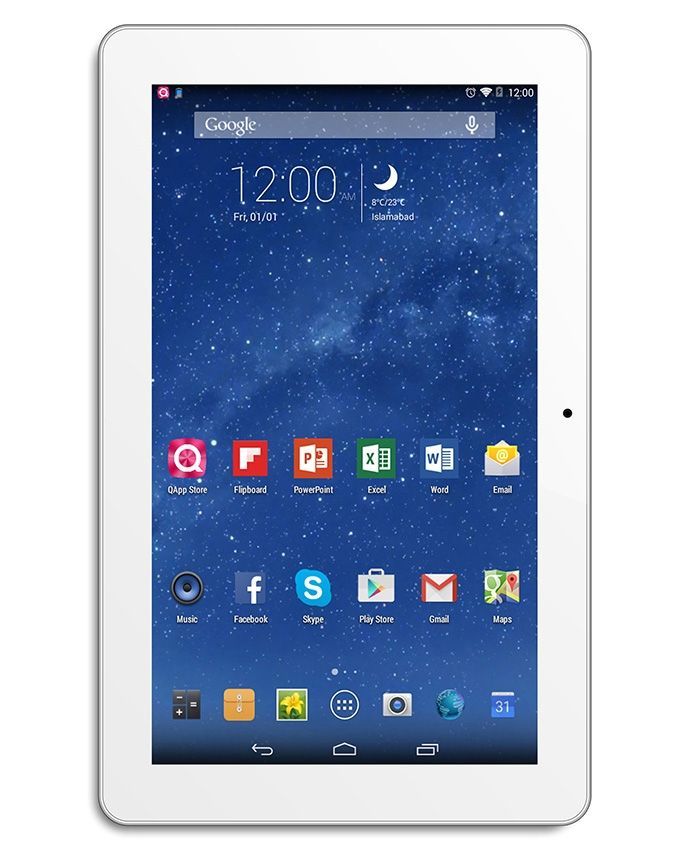 12:00
Google
12:00 AM
Fri, 01/01
8°C/23°C
Islamabad
QApp Store Flipboard PowerPoint Excel Word Email
Music Facebook Skype Play Store Gmail Maps
31